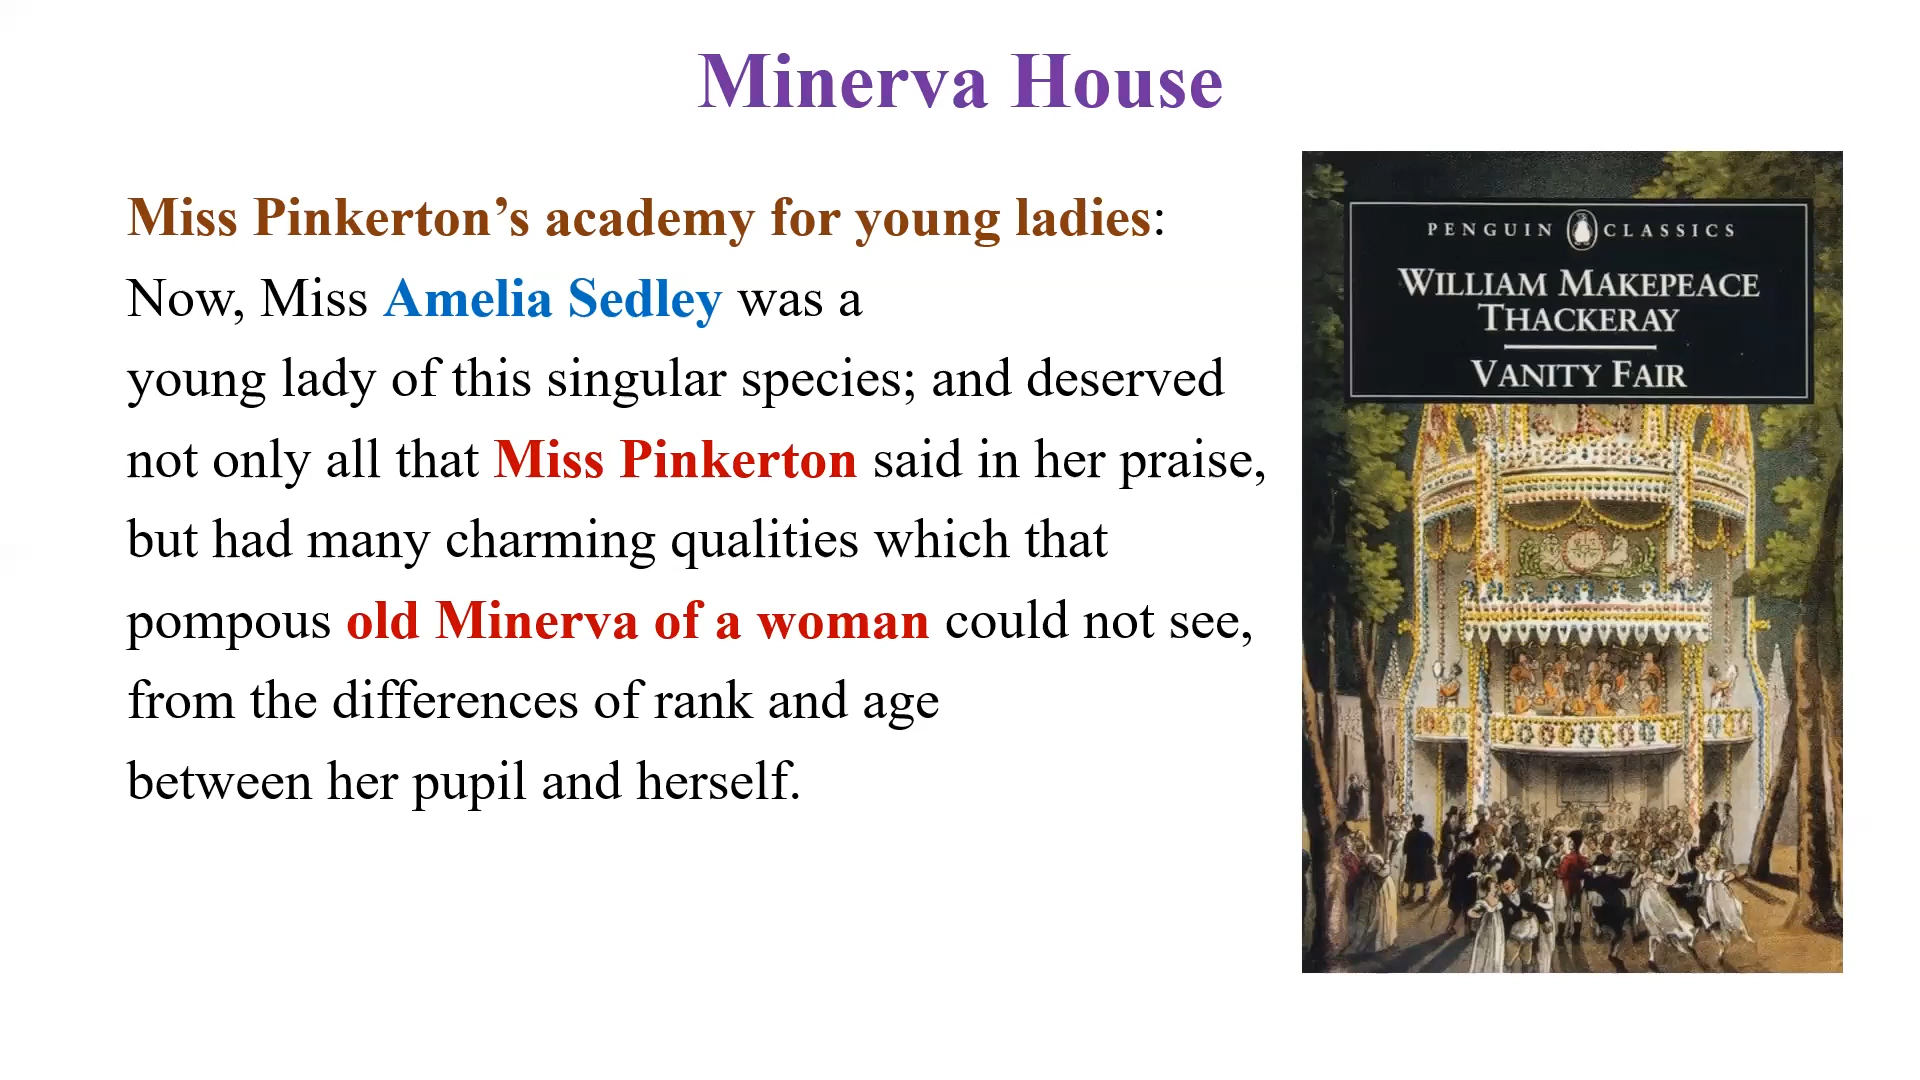 Minerva House
Miss Pinkerton’s academy for young ladies:
Now, Miss Amelia Sedley was a
young lady of this singular species; and deserved
not only all that Miss Pinkerton said in her praise,
but had many charming qualities which that
pompous old Minerva of a woman could not see,
from the differences of rank and age
between her pupil and herself.
PENGUIN CLASSICS
WILLIAM MAKEPEACE
THACKERAY
VANITY FAIR